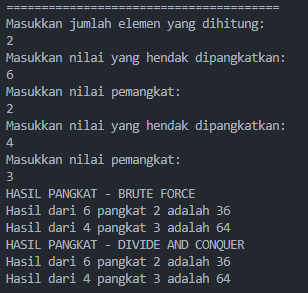 =======================================
Masukkan jumlah elemen yang dihitung:
2
Masukkan nilai yang hendak dipangkatkan:
6
Masukkan nilai pemangkat:
2
Masukkan nilai yang hendak dipangkatkan:
4
Masukkan nilai pemangkat:
3
HASIL PANGKAT - BRUTE FORCE
Hasil dari 6 pangkat 2 adalah 36
Hasil dari 4 pangkat 3 adalah 64
HASIL PANGKAT - DIVIDE AND CONQUER
Hasil dari 6 pangkat 2 adalah 36
Hasil dari 4 pangkat 3 adalah 64